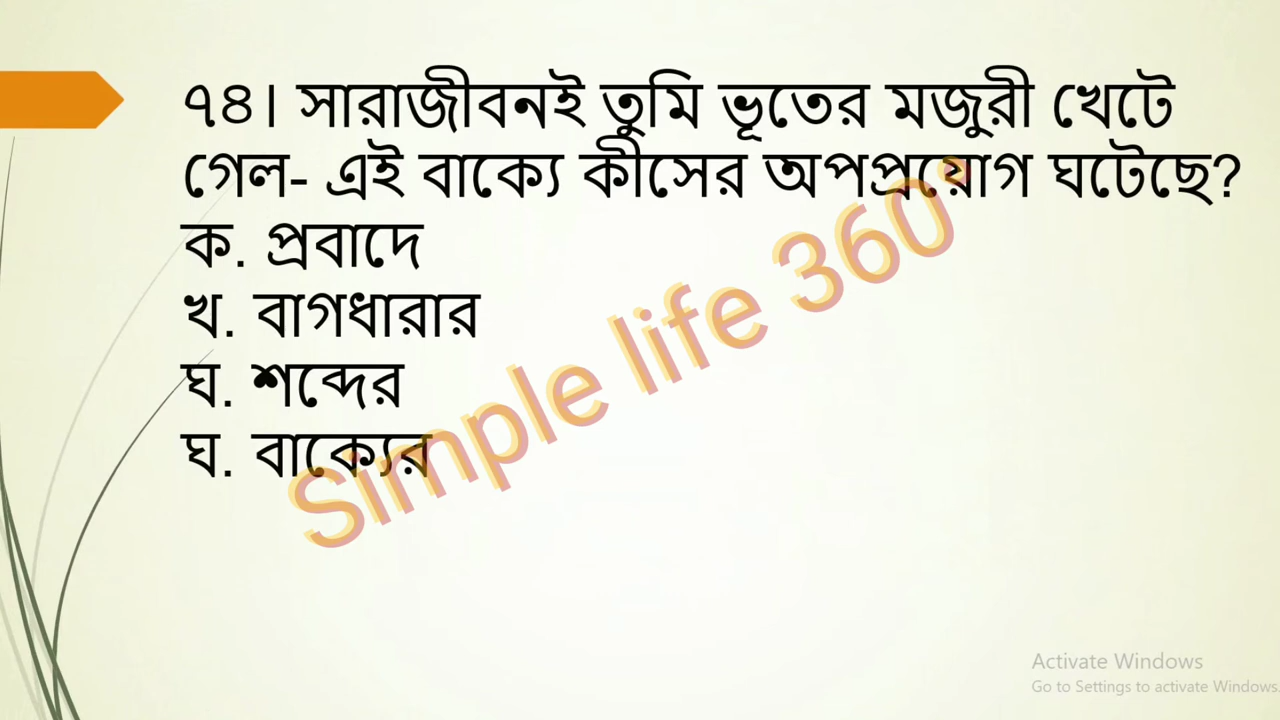 ৭৪। সারাজীবনই তুমি ভূতের মজুরী খেটে
গেল- এই বাক্যে কীসের অপপ্রয়োগ ঘটেছে?
ক. প্রবাদে
খ. বাগধারার
ঘ. শব্দের
ঘ. বাক্যের
Simple life 360°
Activate Windows
Go to Settings to activate Windows.